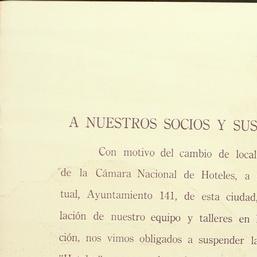 A NUESTROS SOCIOS Y SUS
Con motivo del cambio de local
de la Cámara Nacional de Hoteles, a
tual, Ayuntamiento 141, de esta ciudad,
lación de nuestro equipo y talleres en
ción, nos vimos obligados a suspender la